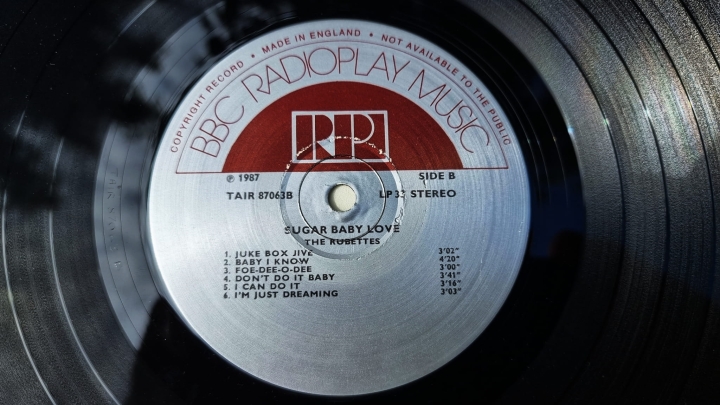 COPYRIGHT RECORD • MADE IN ENGLAND • NOT AVAILABLE TO THE PUBLIC
BBC RADIOPLAY MUSIC
℗ 1987
SIDE B
TAIR 87063B
LP 33 STEREO
SUGAR BABY LOVE
THE RUBETTES
1. JUKE BOX JIVE 3'02"
2. BABY I KNOW 4'20"
3. FOE-DEE-O-DEE 3'00"
4. DON'T DO IT BABY 3'41"
5. I CAN DO IT 3'16"
6. I'M JUST DREAMING 3'03"